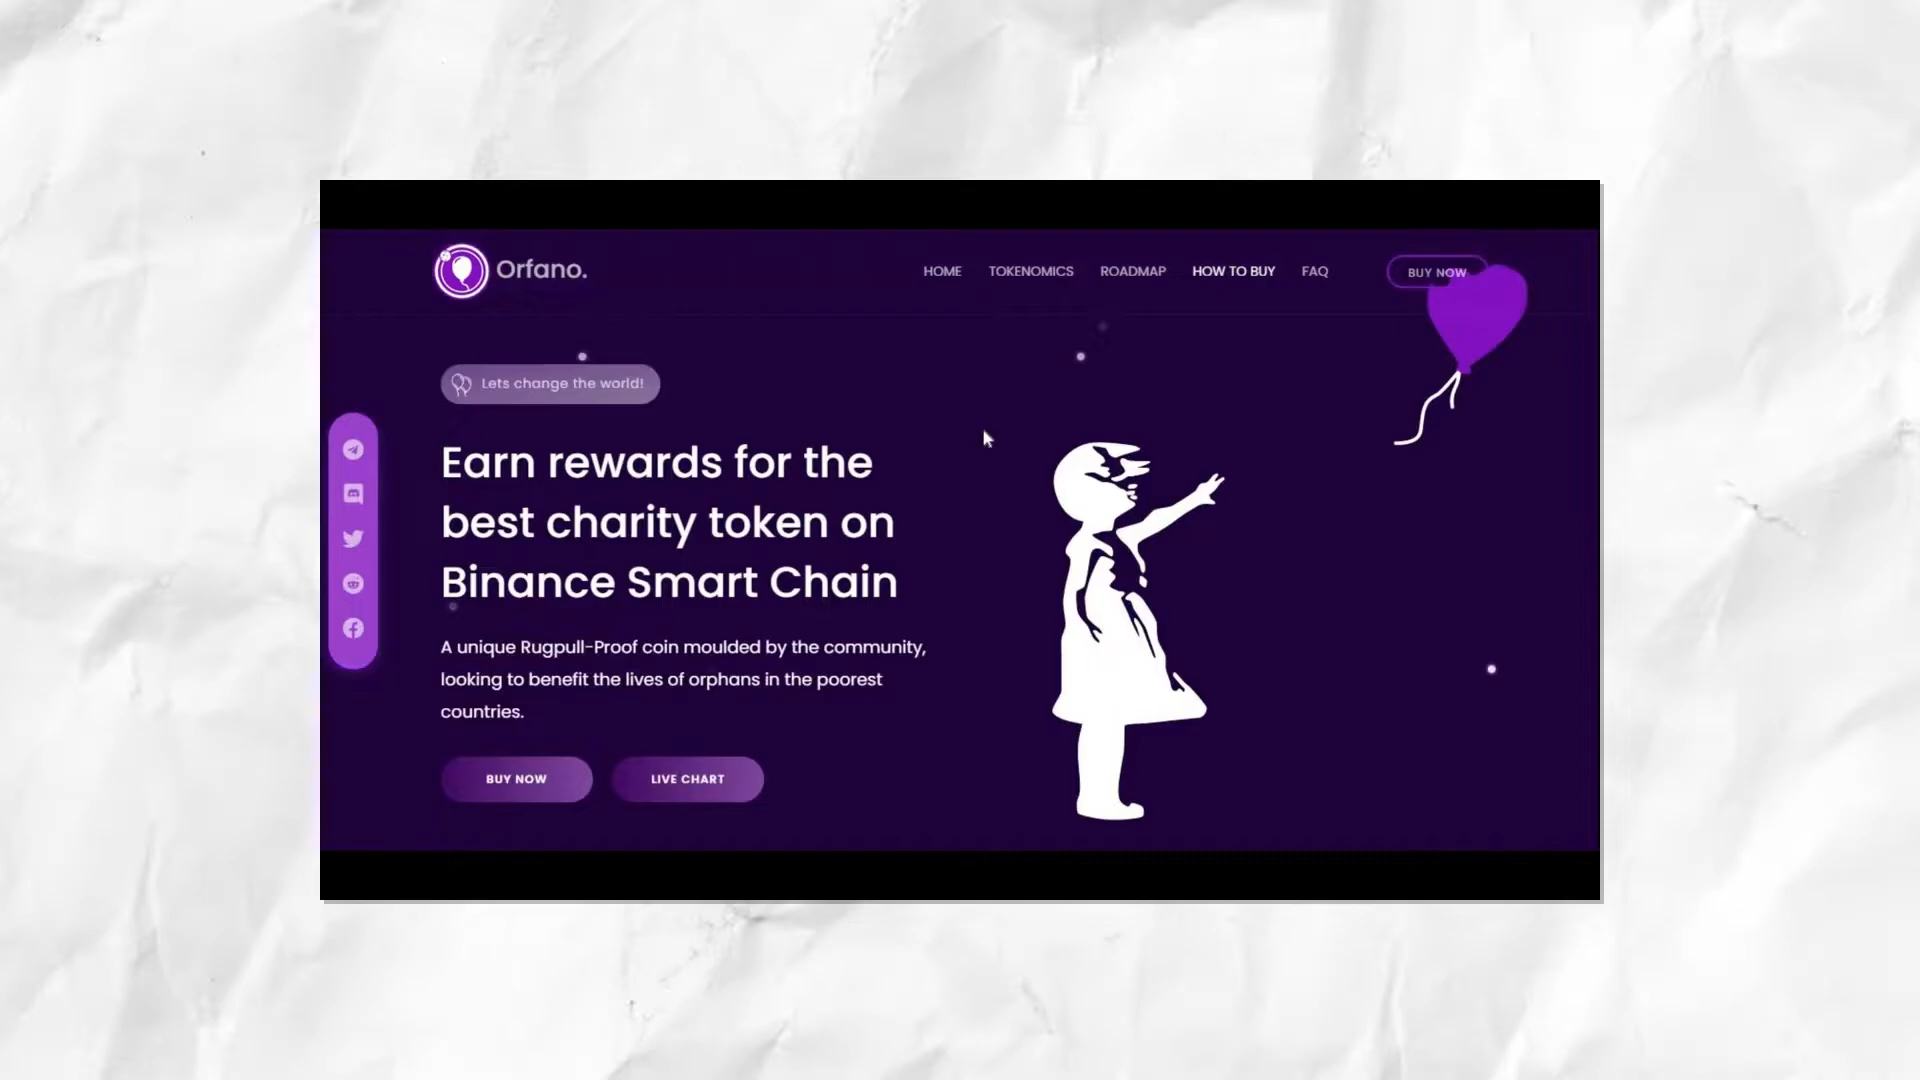 Orfano.
HOME TOKENOMICS ROADMAP HOW TO BUY FAQ BUY NOW
Lets change the world!
Earn rewards for the
best charity token on
Binance Smart Chain
A unique Rugpull-Proof coin moulded by the community,
looking to benefit the lives of orphans in the poorest
countries.
BUY NOW LIVE CHART